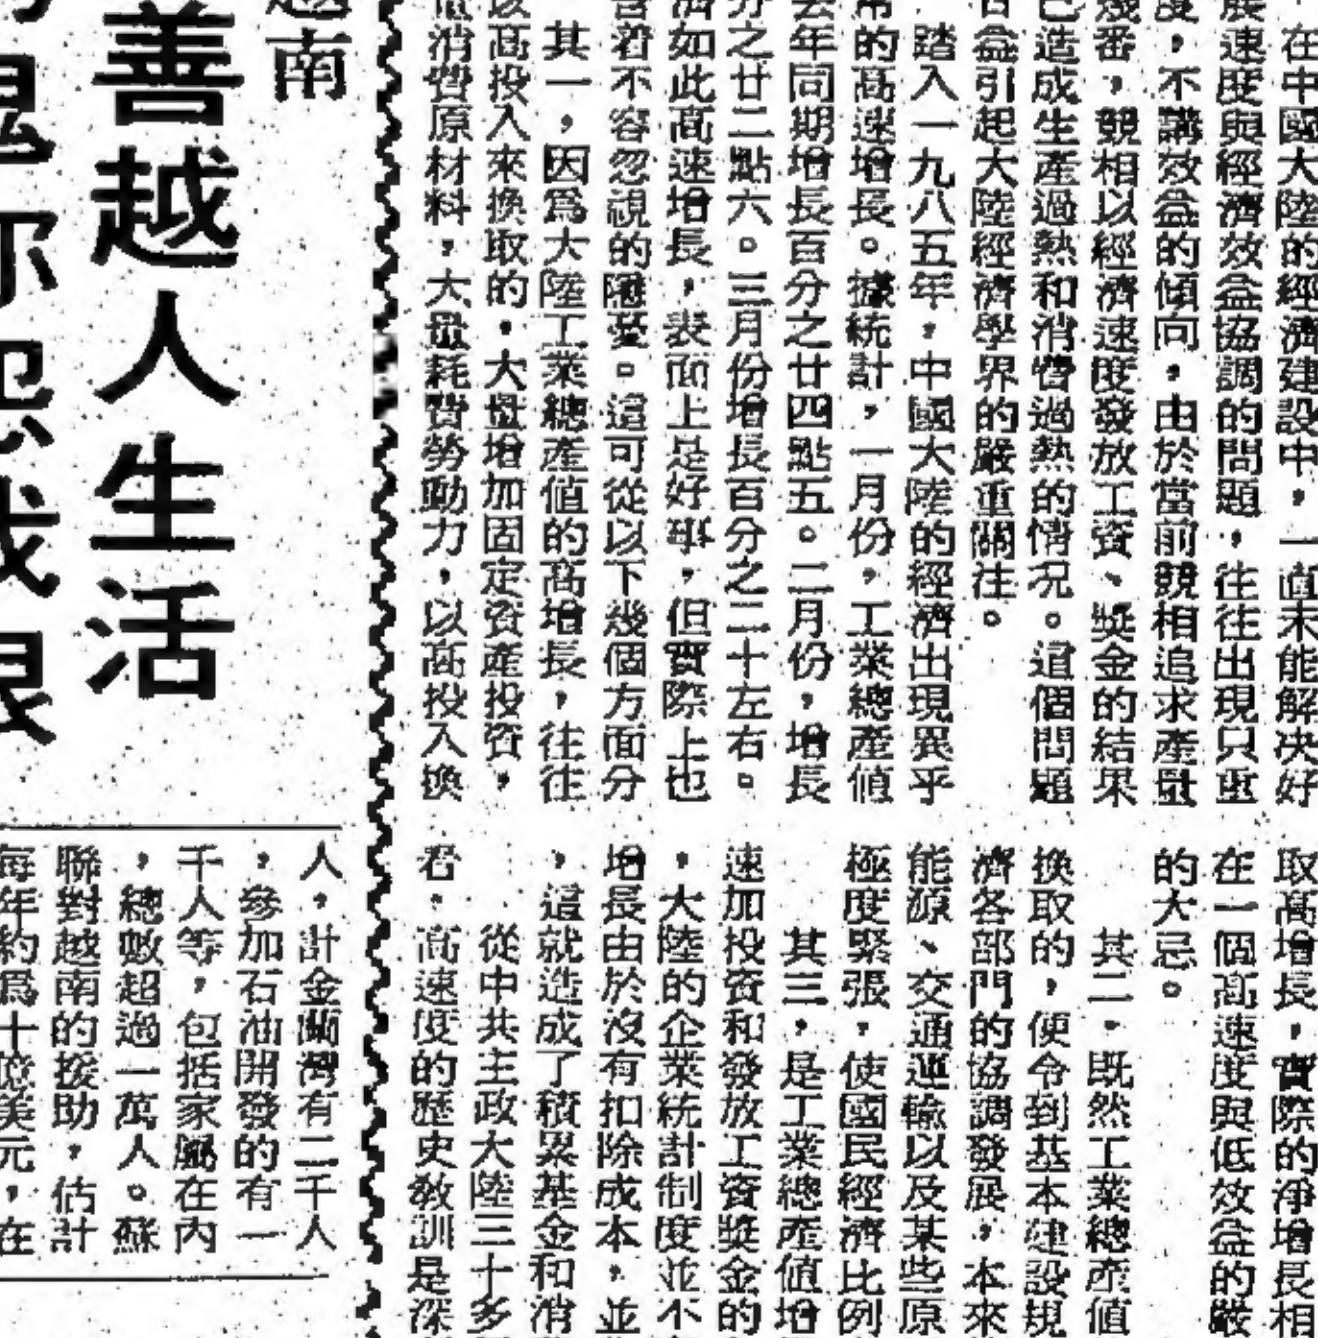 在中國大陸的經濟建設中，一直未能解決好
展速度與經濟效益協調的問題，往往出現只重
度，不講效益的傾向，由於當前競相追求產量
幾番，競相以經濟速度發放工資、獎金的結果
已造成生產過熱和消費過熱的情況。這個問題
日益引起大陸經濟學界的嚴重關注。
踏入一九八五年，中國大陸的經濟出現異乎
常的高速增長。據統計，一月份，工業總產值
去年同期增長百分之廿四點五。二月份，增長
分之廿二點六。三月份增長百分之二十左右。
濟如此高速增長，表面上是好事，但實際上也
含着不容忽視的隱憂。這可從以下幾個方面分
其一，因為大陸工業總產值的高增長，往往
該高投入來換取的，大量增加固定資產投資，
消費原材料，大量耗費勞動力，以高投入換
取高增長，實際的淨增長相
在一個高速度與低效益的嚴
的大忌。
其二，既然工業總產值
換取的，便令到基本建設規
濟各部門的協調發展，本來
能源、交通運輸以及某些原
極度緊張，使國民經濟比例
其三，是工業總產值增
速加投資和發放工資獎金的
，大陸的企業統計制度並不
增長由於沒有扣除成本，並
，這就造成了積累基金和消
從中共主政大陸三十多
看，高速度的歷史教訓是深
越南
善越人生活
你怨我恨
人，計金蘭灣有二千人
，參加石油開發的有一
千人等，包括家屬在內
，總數超過一萬人。蘇
聯對越南的援助，估計
每年約為十億美元，在